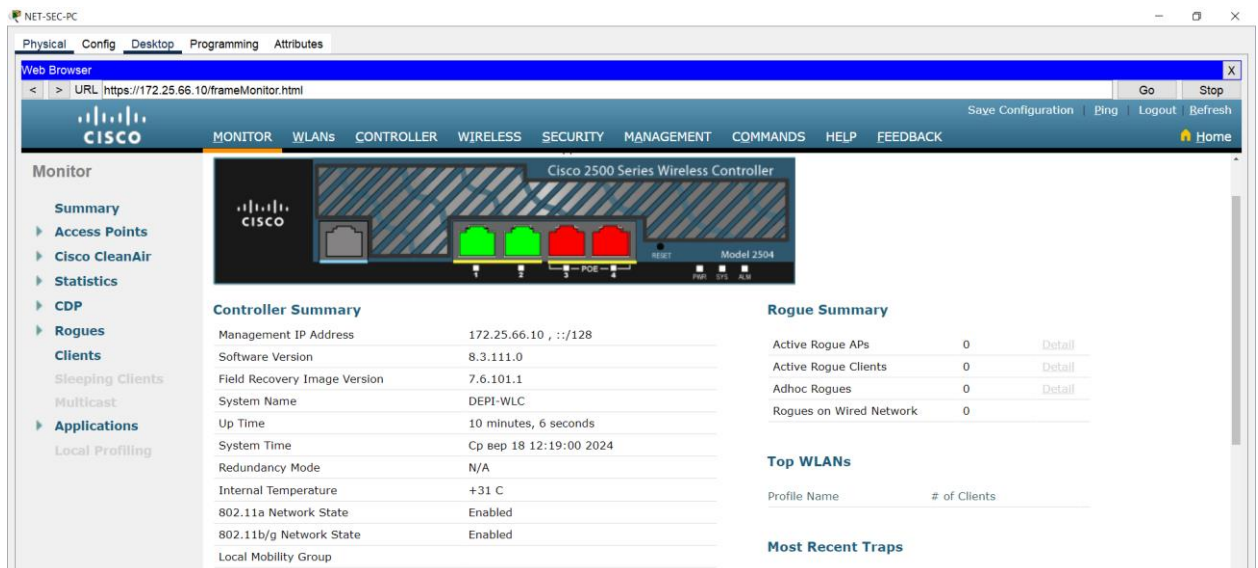 NET-SEC-PC
Physical Config Desktop Programming Attributes
Web Browser X
< > URL https://172.25.66.10/frameMonitor.html Go Stop
Save Configuration Ping Logout Refresh
CISCO MONITOR WLANs CONTROLLER WIRELESS SECURITY MANAGEMENT COMMANDS HELP FEEDBACK Home
Monitor
Summary
Access Points
Cisco CleanAir
Statistics
CDP
Rogues
Clients
Sleeping Clients
Multicast
Applications
Local Profiling
Cisco 2500 Series Wireless Controller
CISCO
RESET Model 2504
1 2 3 POE 4 PWR SYS ALM
Controller Summary
Management IP Address 172.25.66.10 , ::/128
Software Version 8.3.111.0
Field Recovery Image Version 7.6.101.1
System Name DEPI-WLC
Up Time 10 minutes, 6 seconds
System Time Ср вер 18 12:19:00 2024
Redundancy Mode N/A
Internal Temperature +31 C
802.11a Network State Enabled
802.11b/g Network State Enabled
Local Mobility Group
Rogue Summary
Active Rogue APs 0 Detail
Active Rogue Clients 0 Detail
Adhoc Rogues 0 Detail
Rogues on Wired Network 0
Top WLANs
Profile Name # of Clients
Most Recent Traps